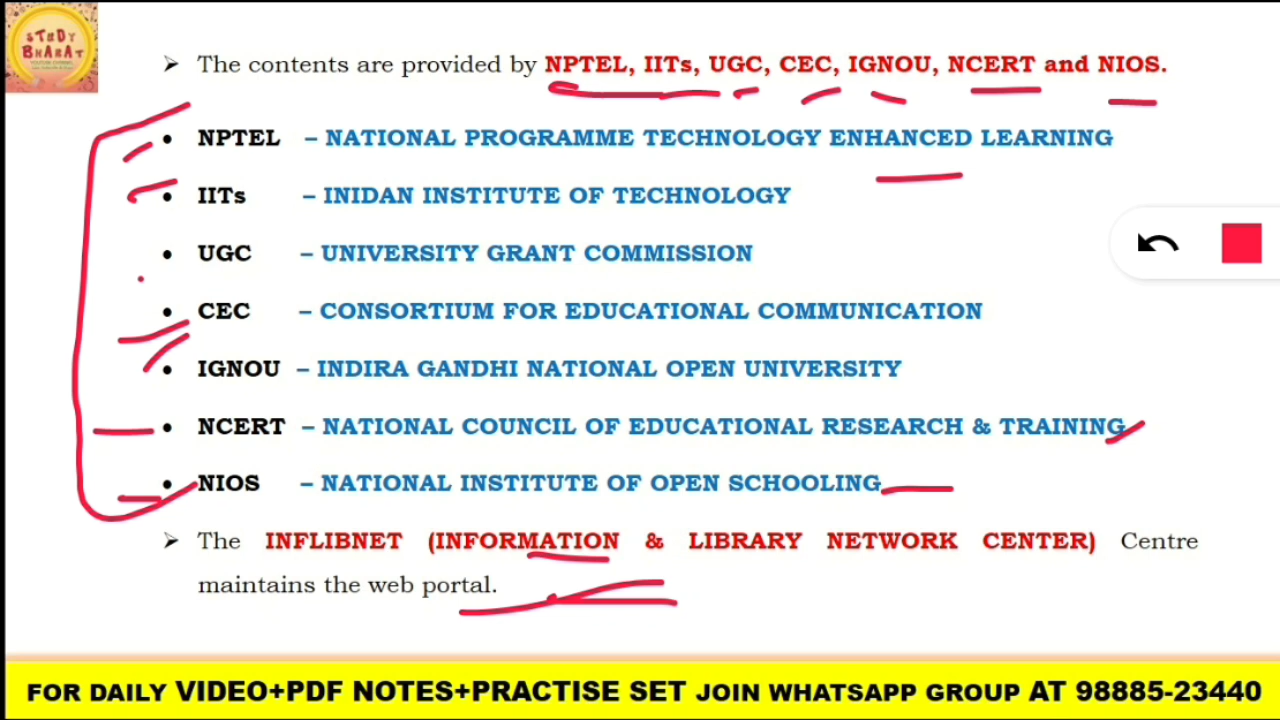 STUDY
BHARAT
➢ The contents are provided by NPTEL, IITs, UGC, CEC, IGNOU, NCERT and NIOS.
• NPTEL – NATIONAL PROGRAMME TECHNOLOGY ENHANCED LEARNING
• IITs – INIDAN INSTITUTE OF TECHNOLOGY
• UGC – UNIVERSITY GRANT COMMISSION
• CEC – CONSORTIUM FOR EDUCATIONAL COMMUNICATION
• IGNOU – INDIRA GANDHI NATIONAL OPEN UNIVERSITY
• NCERT – NATIONAL COUNCIL OF EDUCATIONAL RESEARCH & TRAINING
• NIOS – NATIONAL INSTITUTE OF OPEN SCHOOLING
➢ The INFLIBNET (INFORMATION & LIBRARY NETWORK CENTER) Centre
maintains the web portal.
FOR DAILY VIDEO+PDF NOTES+PRACTISE SET JOIN WHATSAPP GROUP AT 98885-23440